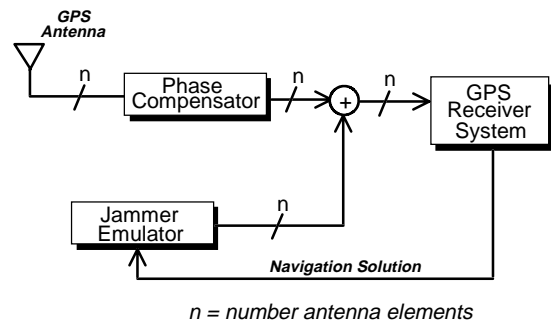 GPS
Antenna
n
Phase
Compensator
n
+
n
GPS
Receiver
System
Jammer
Emulator
n
Navigation Solution
n = number antenna elements